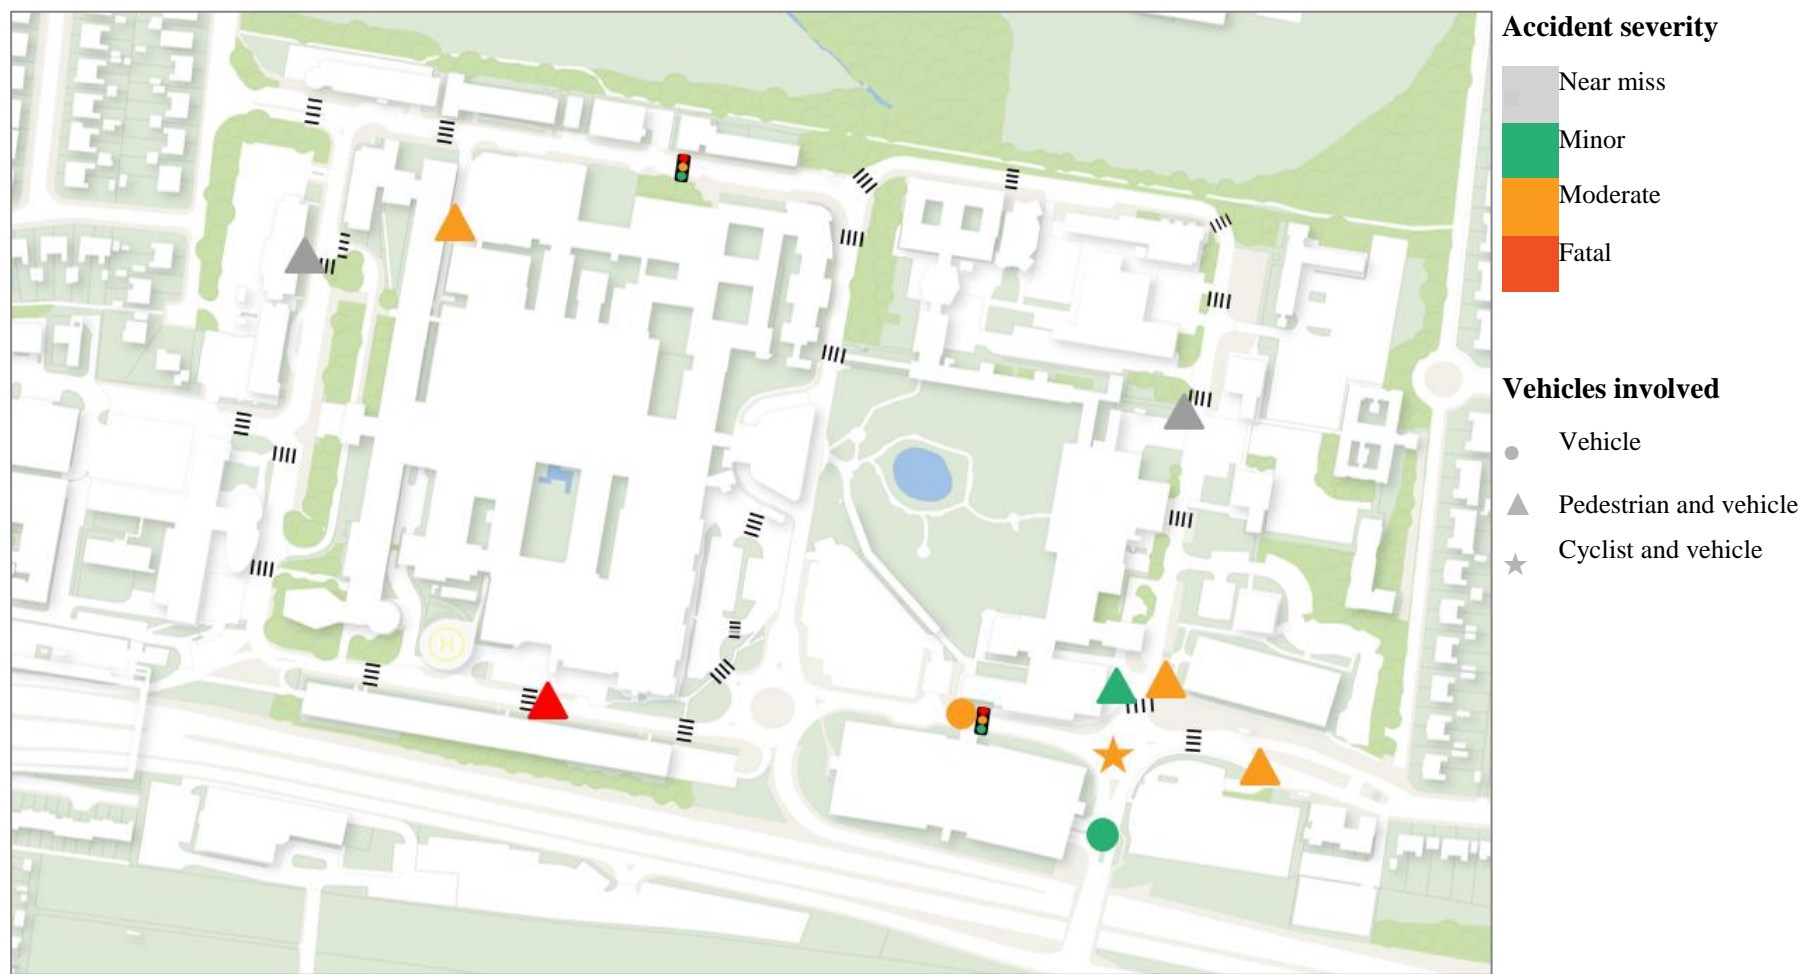 Accident severity
Near miss
Minor
Moderate
Fatal
Vehicles involved
Vehicle
Pedestrian and vehicle
Cyclist and vehicle
H